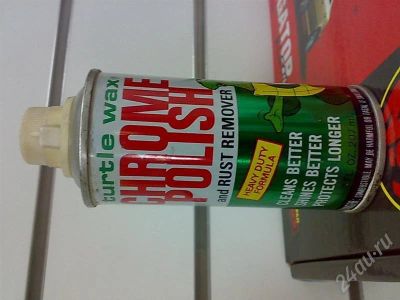 turtle wax
CHROME
POLISH
and RUST REMOVER
HEAVY DUTY
FORMULA
CLEANS BETTER
SHINES BETTER
PROTECTS LONGER
24au.ru